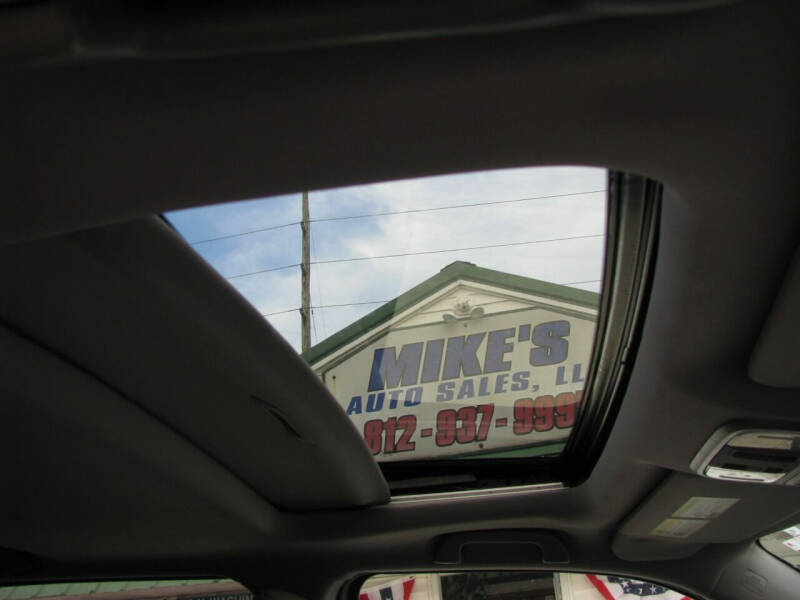 MIKE'S
AUTO SALES, LL
812-937-999